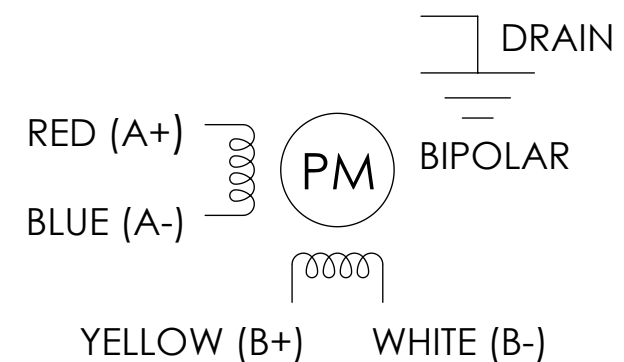 DRAIN
RED (A+)
PM
BIPOLAR
BLUE (A-)
YELLOW (B+)
WHITE (B-)